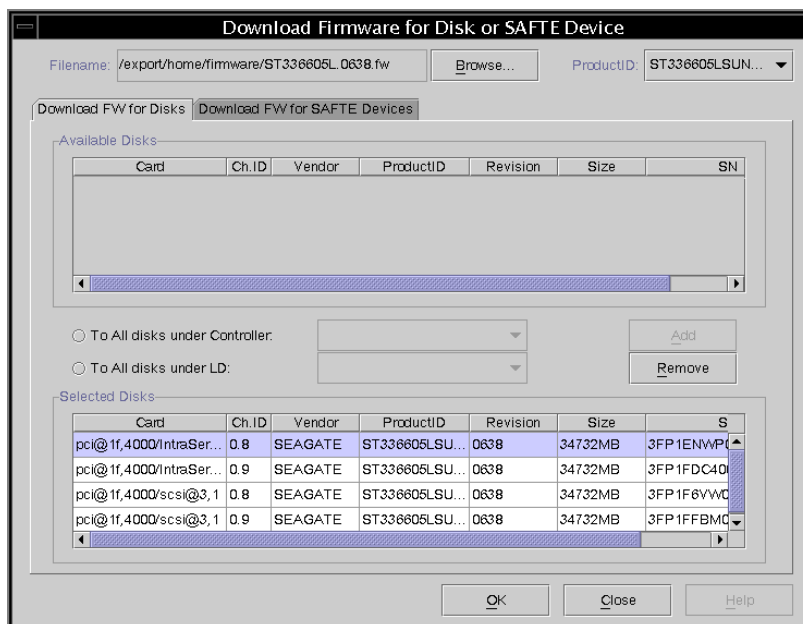 Download Firmware for Disk or SAFTE Device
Filename: /export/home/firmware/ST336605L.0638.fw Browse... ProductID: ST336605LSUN...
Download FW for Disks Download FW for SAFTE Devices
Available Disks
Card Ch.ID Vendor ProductID Revision Size SN
To All disks under Controller: Add
To All disks under LD: Remove
Selected Disks
Card Ch.ID Vendor ProductID Revision Size S
pci@1f,4000/IntraSer... 0.8 SEAGATE ST336605LSU... 0638 34732MB 3FP1ENWP
pci@1f,4000/IntraSer... 0.9 SEAGATE ST336605LSU... 0638 34732MB 3FP1FDC40
pci@1f,4000/scsi@3,1 0.8 SEAGATE ST336605LSU... 0638 34732MB 3FP1F6VW
pci@1f,4000/scsi@3,1 0.9 SEAGATE ST336605LSU... 0638 34732MB 3FP1FFBM
OK Close Help